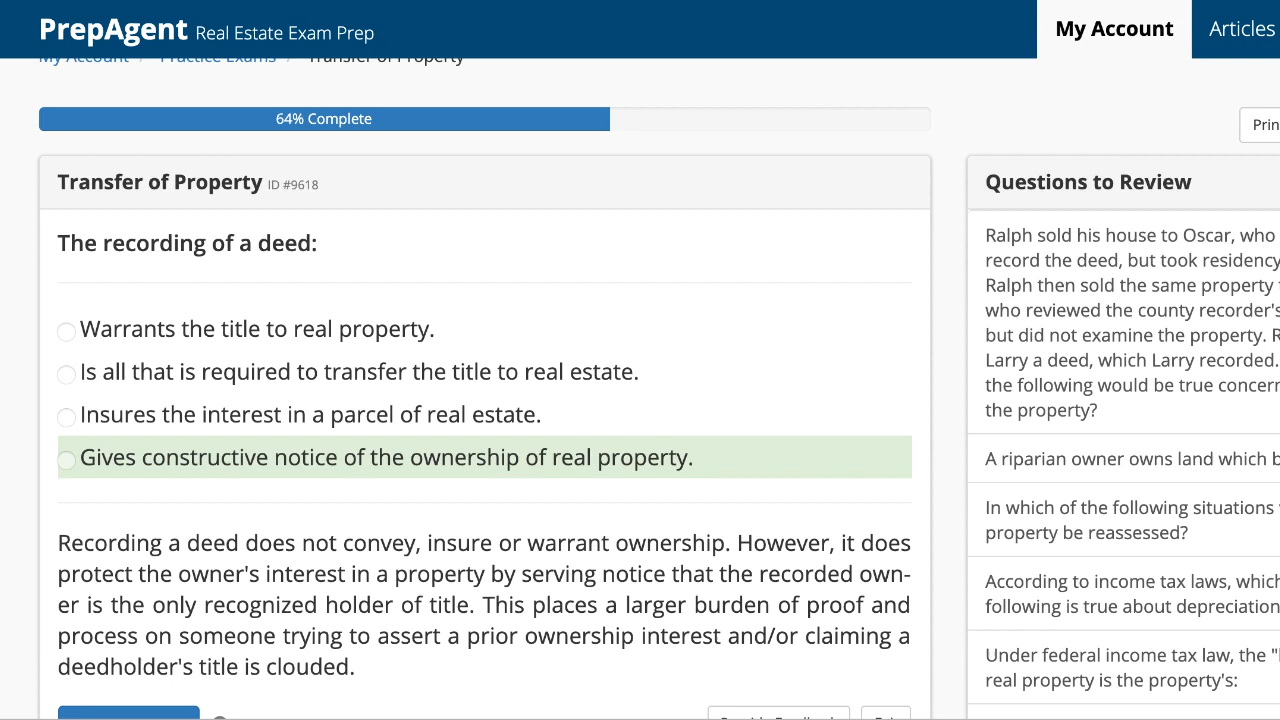 PrepAgent Real Estate Exam Prep
My Account
Articles
My Account / Practice Exams / Transfer of Property
64% Complete
Prin
Transfer of Property ID #9618
The recording of a deed:
Warrants the title to real property.
Is all that is required to transfer the title to real estate.
Insures the interest in a parcel of real estate.
Gives constructive notice of the ownership of real property.
Recording a deed does not convey, insure or warrant ownership. However, it does
protect the owner's interest in a property by serving notice that the recorded own-
er is the only recognized holder of title. This places a larger burden of proof and
process on someone trying to assert a prior ownership interest and/or claiming a
deedholder's title is clouded.
Questions to Review
Ralph sold his house to Oscar, who
record the deed, but took residency
Ralph then sold the same property
who reviewed the county recorder's
but did not examine the property. R
Larry a deed, which Larry recorded.
the following would be true concern
the property?
A riparian owner owns land which b
In which of the following situations
property be reassessed?
According to income tax laws, which
following is true about depreciation
Under federal income tax law, the "
real property is the property's: